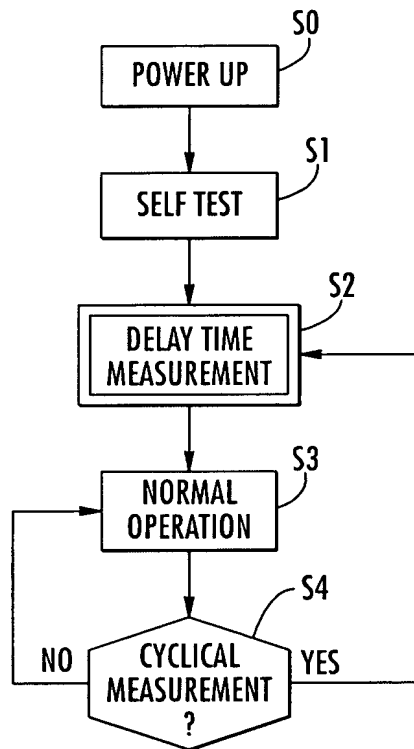 S0
POWER UP
S1
SELF TEST
S2
DELAY TIME
MEASUREMENT
S3
NORMAL
OPERATION
S4
NO
CYCLICAL
MEASUREMENT
?
YES